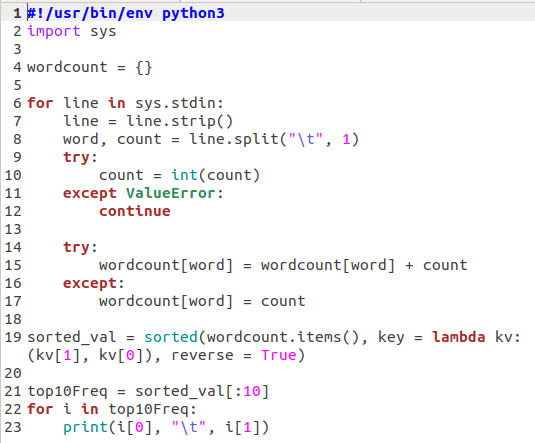 1 #!/usr/bin/env python3
2 import sys
3
4 wordcount = {}
5
6 for line in sys.stdin:
7     line = line.strip()
8     word, count = line.split("\t", 1)
9     try:
10         count = int(count)
11     except ValueError:
12         continue
13
14     try:
15         wordcount[word] = wordcount[word] + count
16     except:
17         wordcount[word] = count
18
19 sorted_val = sorted(wordcount.items(), key = lambda kv:
(kv[1], kv[0]), reverse = True)
20
21 top10Freq = sorted_val[:10]
22 for i in top10Freq:
23     print(i[0], "\t", i[1])